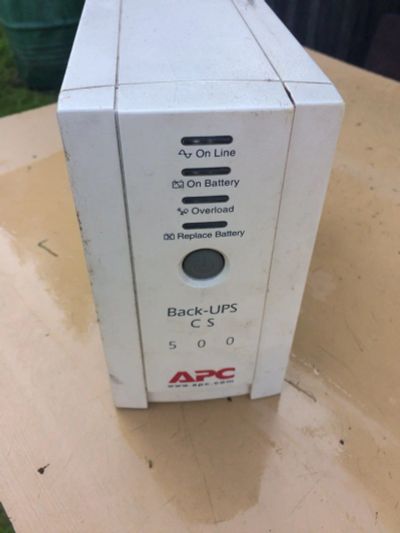 On Line
On Battery
Overload
Replace Battery
Back-UPS
CS
500
APC
www.apc.com